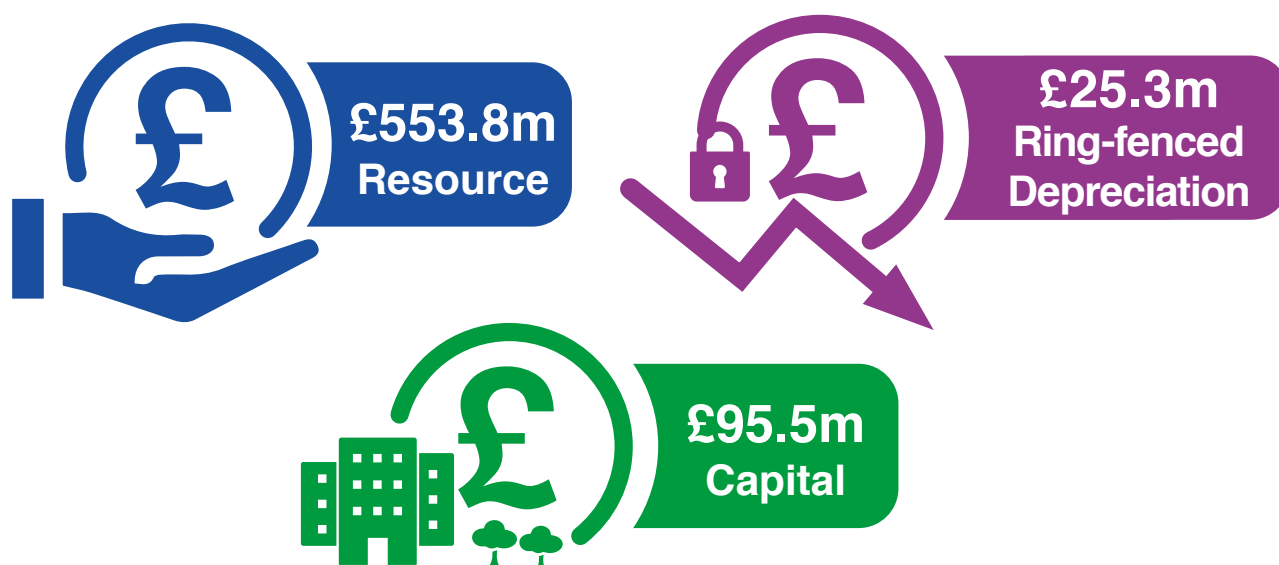 £
£553.8m
Resource
£
£25.3m
Ring-fenced
Depreciation
£
£95.5m
Capital